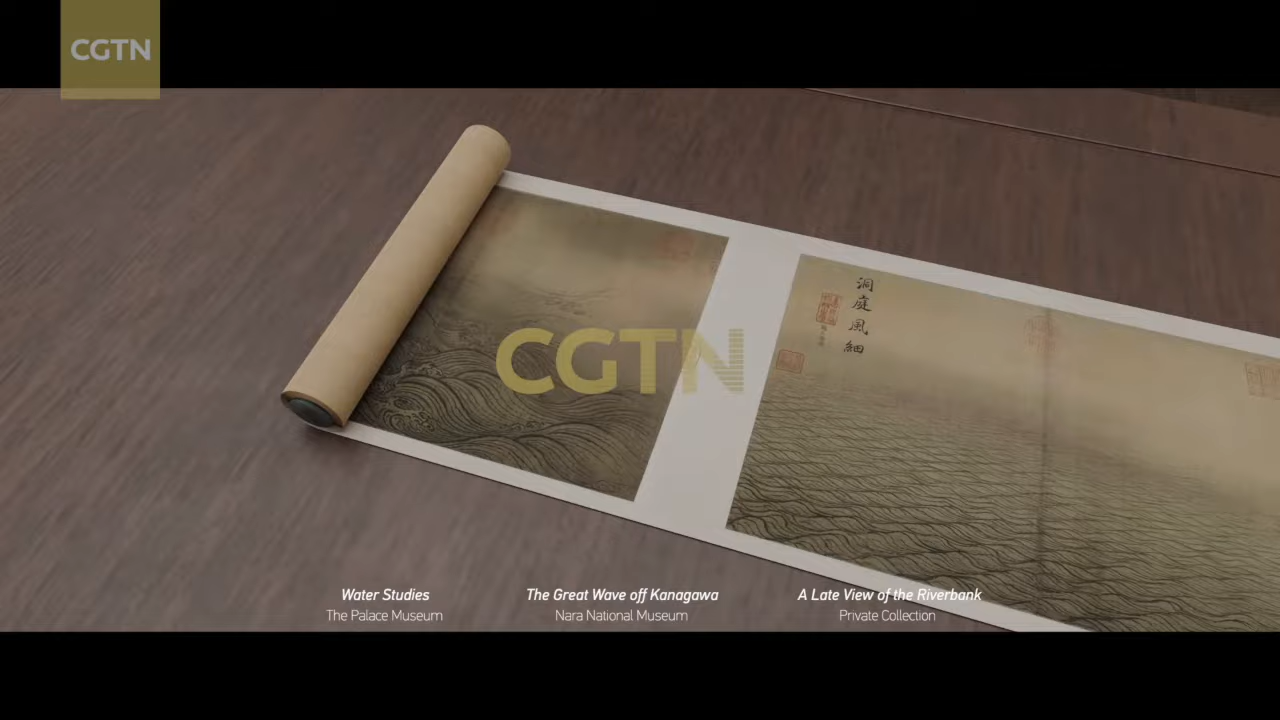 CGTN
洞庭風細
CGTN
Water Studies
The Palace Museum
The Great Wave off Kanagawa
Nara National Museum
A Late View of the Riverbank
Private Collection